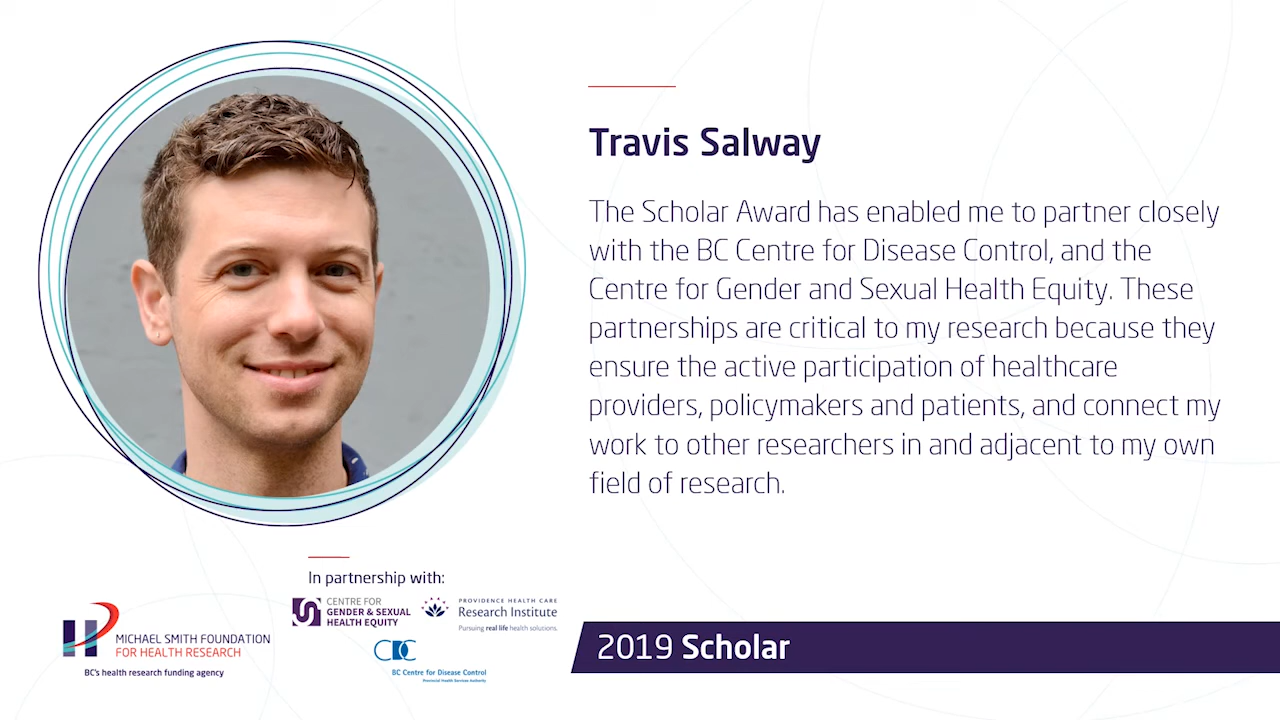 Travis Salway
The Scholar Award has enabled me to partner closely
with the BC Centre for Disease Control, and the
Centre for Gender and Sexual Health Equity. These
partnerships are critical to my research because they
ensure the active participation of healthcare
providers, policymakers and patients, and connect my
work to other researchers in and adjacent to my own
field of research.
In partnership with:
CENTRE FOR
GENDER & SEXUAL
HEALTH EQUITY
PROVIDENCE HEALTH CARE
Research Institute
Pursuing real life health solutions.
MICHAEL SMITH FOUNDATION
FOR HEALTH RESEARCH
BC's health research funding agency
CDC
BC Centre for Disease Control
Provincial Health Services Authority
2019 Scholar